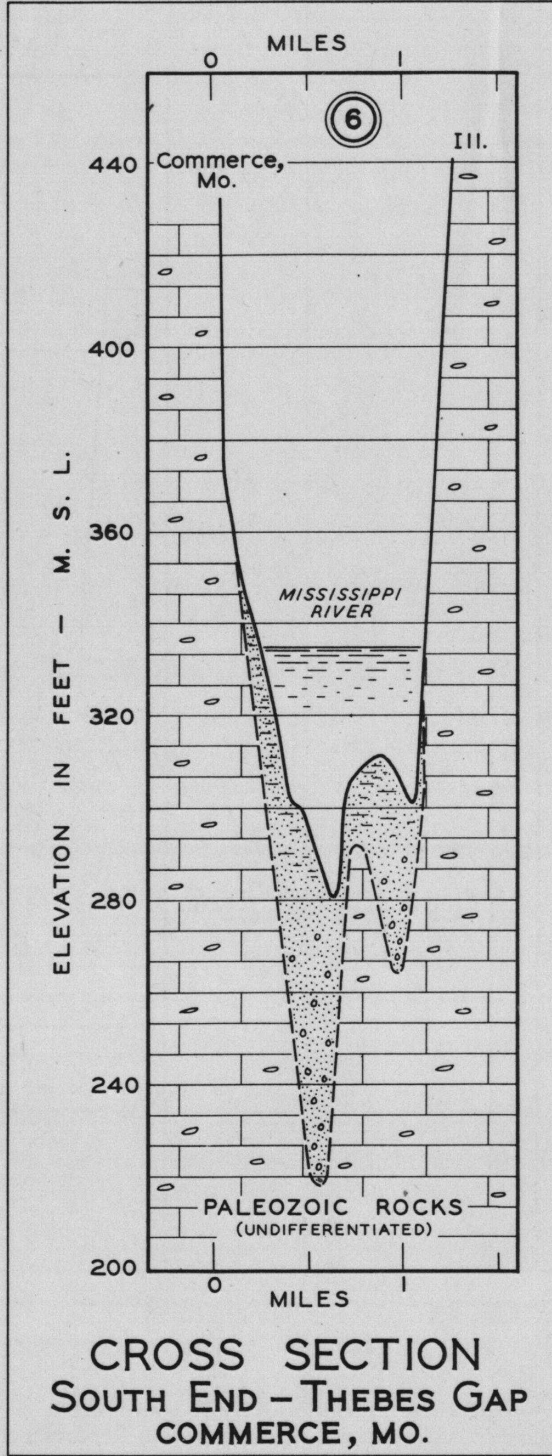 MILES
0 1
6
Ill.
440
Commerce,
Mo.
400
ELEVATION IN FEET — M. S. L.
360
MISSISSIPPI
RIVER
320
280
240
PALEOZOIC ROCKS
(UNDIFFERENTIATED)
200
0 1
MILES
CROSS SECTION
SOUTH END – THEBES GAP
COMMERCE, MO.